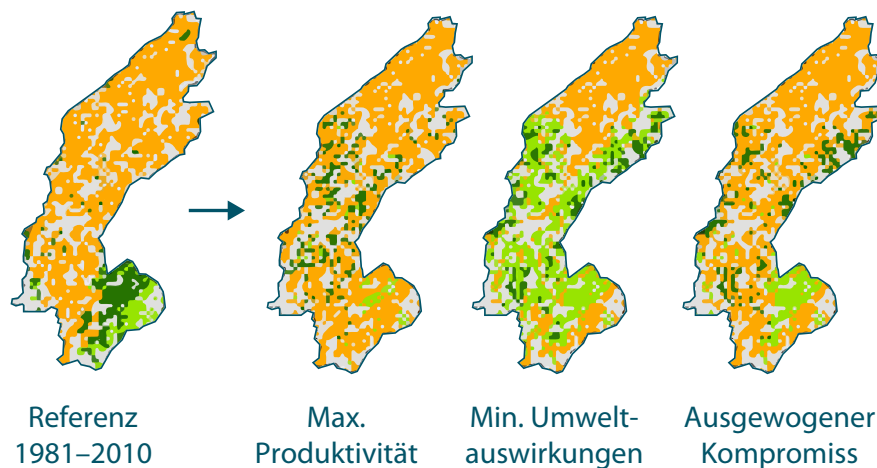 Referenz
1981–2010
Max.
Produktivität
Min. Umwelt-
auswirkungen
Ausgewogener
Kompromiss